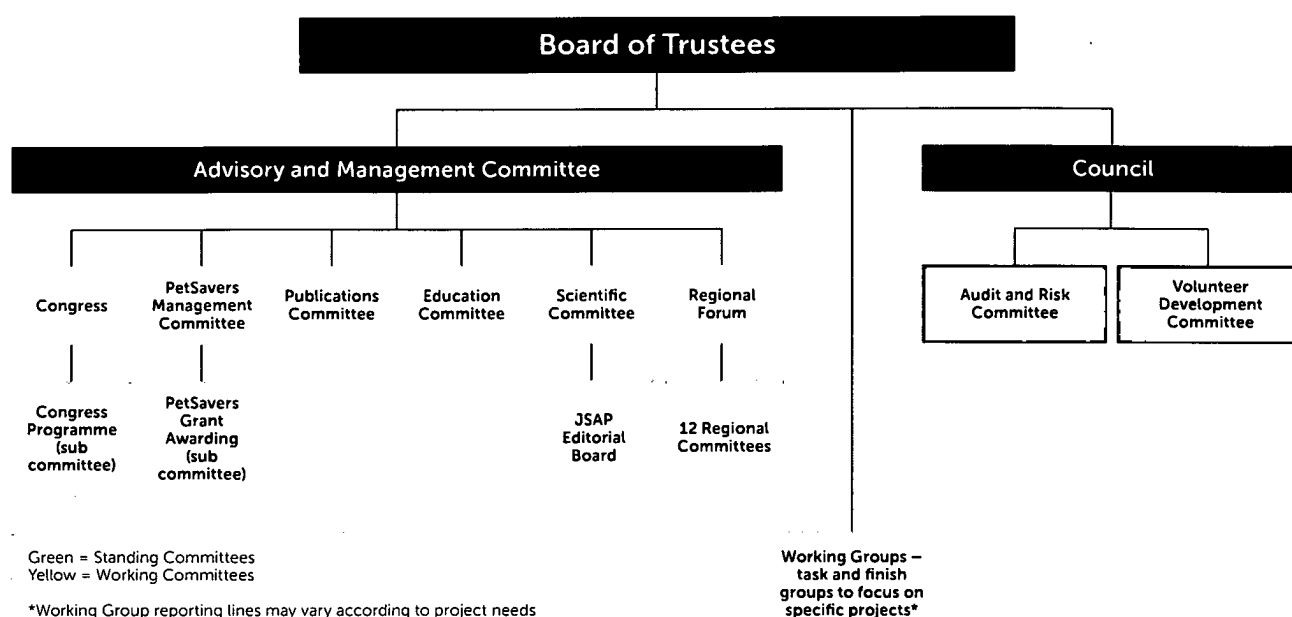 Board of Trustees
Advisory and Management Committee
Council
Congress
PetSavers
Management
Committee
Publications
Committee
Education
Committee
Scientific
Committee
Regional
Forum
Audit and Risk
Committee
Volunteer
Development
Committee
Congress
Programme
(sub
committee)
PetSavers
Grant
Awarding
(sub
committee)
JSAP
Editorial
Board
12 Regional
Committees
Green = Standing Committees
Yellow = Working Committees
*Working Group reporting lines may vary according to project needs
Working Groups –
task and finish
groups to focus on
specific projects*